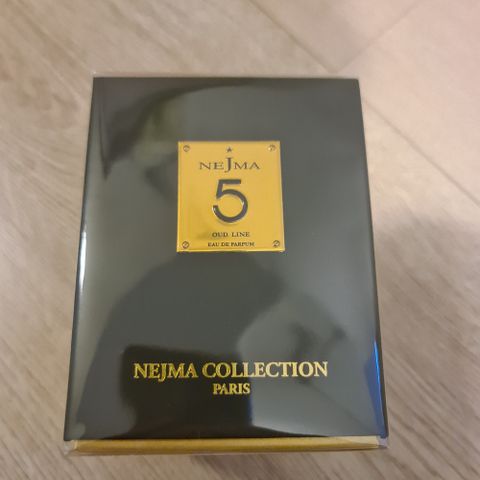 NEJMA
5
OUD LINE
EAU DE PARFUM
NEJMA COLLECTION
PARIS